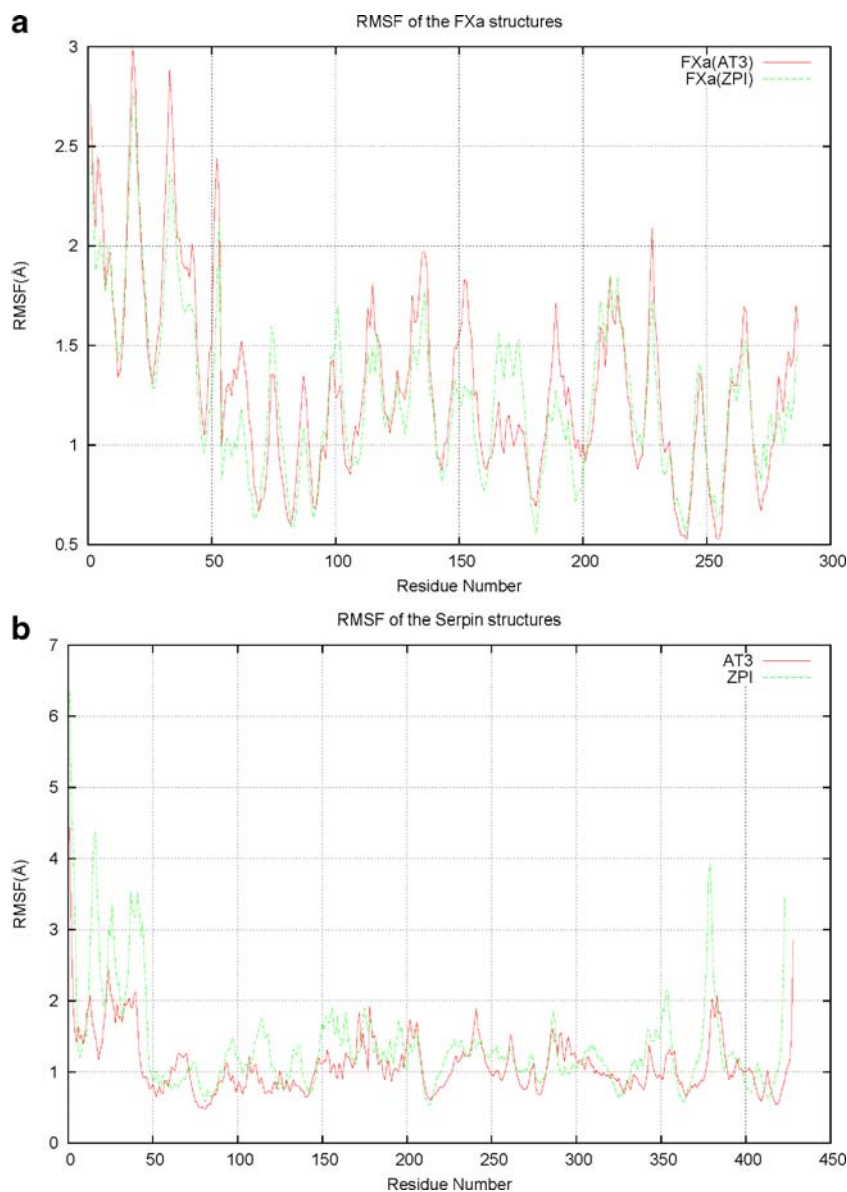 a
RMSF of the FXa structures
FXa(AT3)
FXa(ZPI)
3
2.5
2
1.5
1
0.5
RMSF(Å)
0 50 100 150 200 250 300
Residue Number
b
RMSF of the Serpin structures
AT3
ZPI
7
6
5
4
3
2
1
0
RMSF(Å)
0 50 100 150 200 250 300 350 400 450
Residue Number